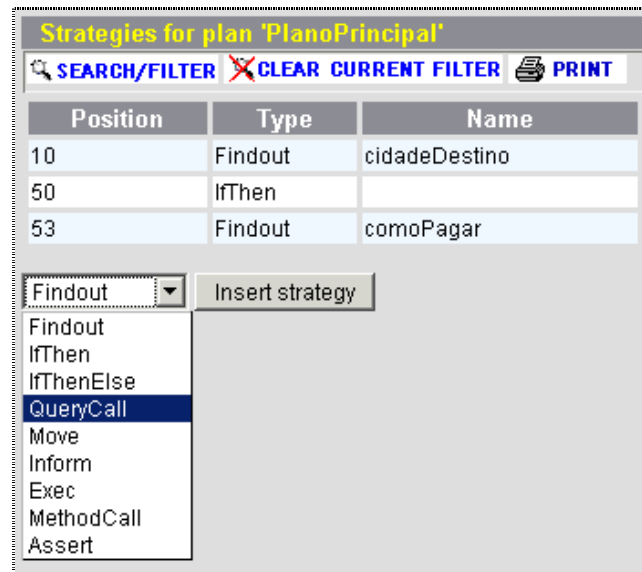 Strategies for plan 'PlanoPrincipal'
SEARCH/FILTER CLEAR CURRENT FILTER PRINT
Position Type Name
10 Findout cidadeDestino
50 IfThen
53 Findout comoPagar
Findout Insert strategy
Findout
IfThen
IfThenElse
QueryCall
Move
Inform
Exec
MethodCall
Assert